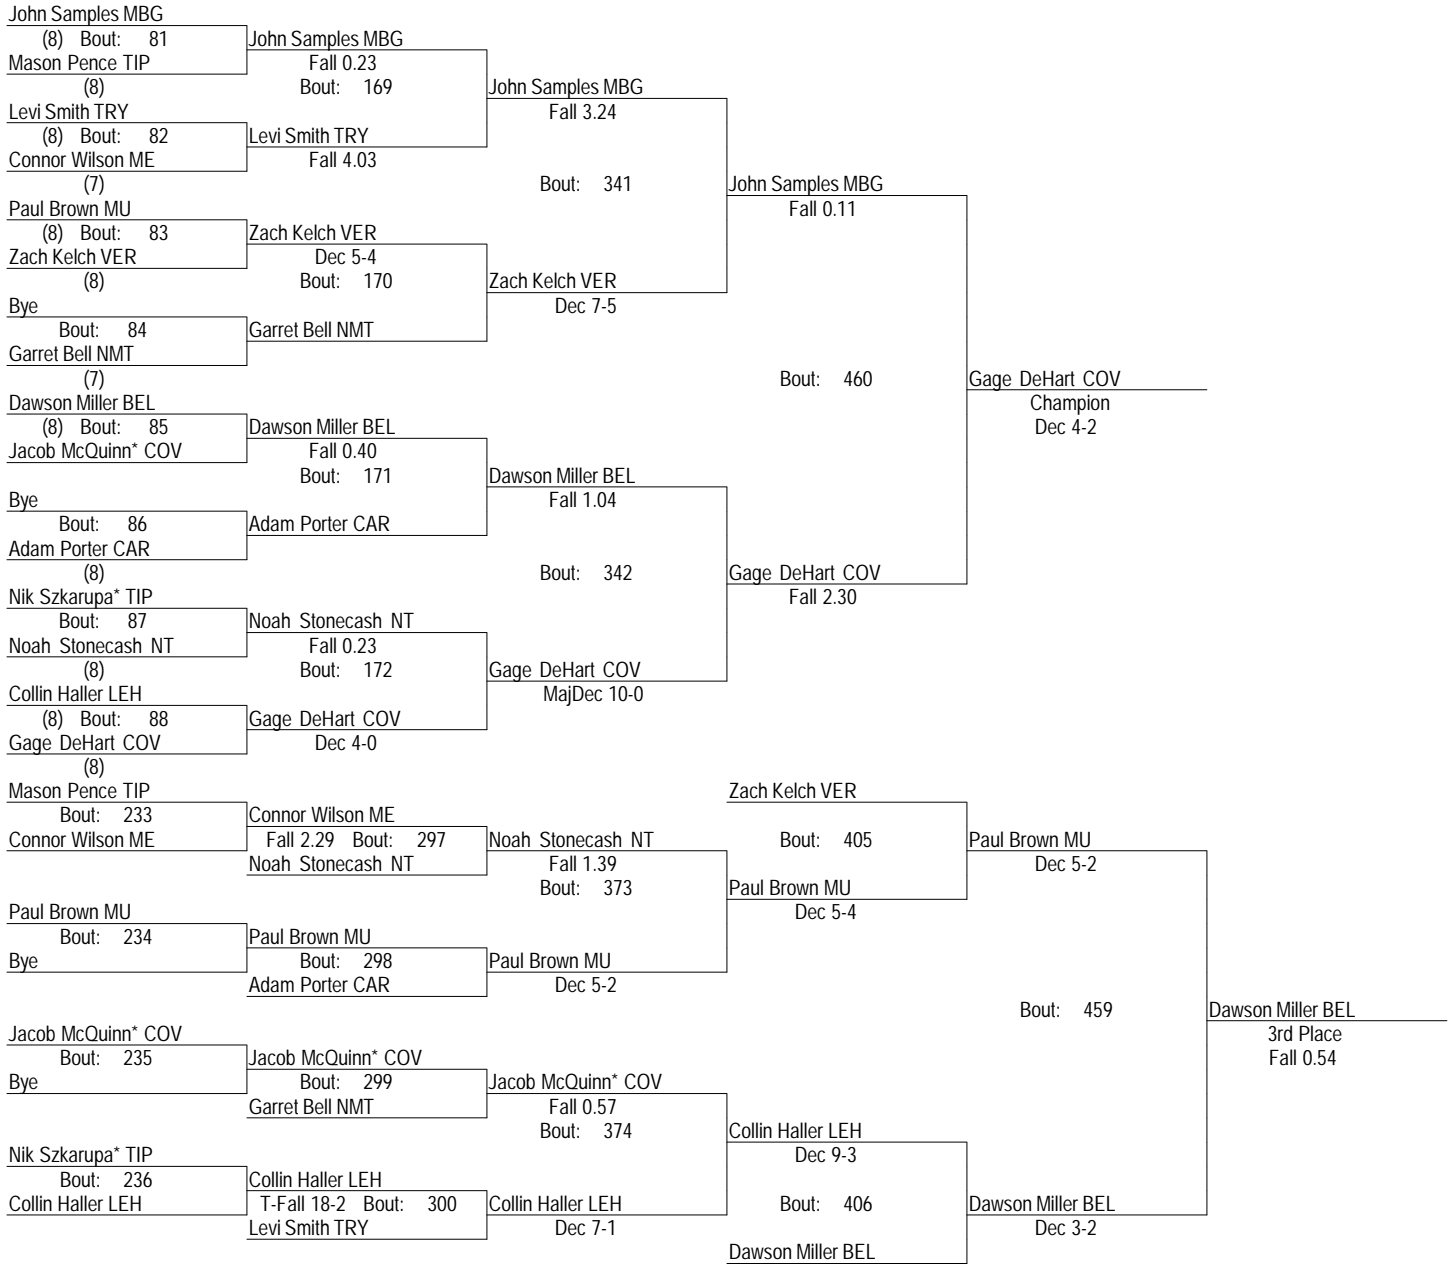 John Samples MBG
(8) Bout: 81
Mason Pence TIP
(8)
Levi Smith TRY
(8) Bout: 82
Connor Wilson ME
(7)
Paul Brown MU
(8) Bout: 83
Zach Kelch VER
(8)
Bye
Bout: 84
Garret Bell NMT
(7)
Dawson Miller BEL
(8) Bout: 85
Jacob McQuinn* COV
Bye
Bout: 86
Adam Porter CAR
(8)
Nik Szkarupa* TIP
Bout: 87
Noah Stonecash NT
(8)
Collin Haller LEH
(8) Bout: 88
Gage DeHart COV
(8)
John Samples MBG
Fall 0.23
Bout: 169
Levi Smith TRY
Fall 4.03
Zach Kelch VER
Dec 5-4
Bout: 170
Garret Bell NMT
Dawson Miller BEL
Fall 0.40
Bout: 171
Adam Porter CAR
Noah Stonecash NT
Fall 0.23
Bout: 172
Gage DeHart COV
Dec 4-0
John Samples MBG
Fall 3.24
Bout: 341
Zach Kelch VER
Dec 7-5
Dawson Miller BEL
Fall 1.04
Bout: 342
Gage DeHart COV
MajDec 10-0
John Samples MBG
Fall 0.11
Bout: 460
Gage DeHart COV
Fall 2.30
Gage DeHart COV
Champion
Dec 4-2
Mason Pence TIP
Bout: 233
Connor Wilson ME
Paul Brown MU
Bout: 234
Bye
Jacob McQuinn* COV
Bout: 235
Bye
Nik Szkarupa* TIP
Bout: 236
Collin Haller LEH
Connor Wilson ME
Fall 2.29 Bout: 297
Noah Stonecash NT
Paul Brown MU
Bout: 298
Adam Porter CAR
Jacob McQuinn* COV
Bout: 299
Garret Bell NMT
Collin Haller LEH
T-Fall 18-2 Bout: 300
Levi Smith TRY
Noah Stonecash NT
Fall 1.39
Bout: 373
Paul Brown MU
Dec 5-2
Jacob McQuinn* COV
Fall 0.57
Bout: 374
Collin Haller LEH
Dec 7-1
Zach Kelch VER
Bout: 405
Paul Brown MU
Dec 5-4
Collin Haller LEH
Dec 9-3
Bout: 406
Dawson Miller BEL
Paul Brown MU
Dec 5-2
Bout: 459
Dawson Miller BEL
Dec 3-2
Dawson Miller BEL
3rd Place
Fall 0.54